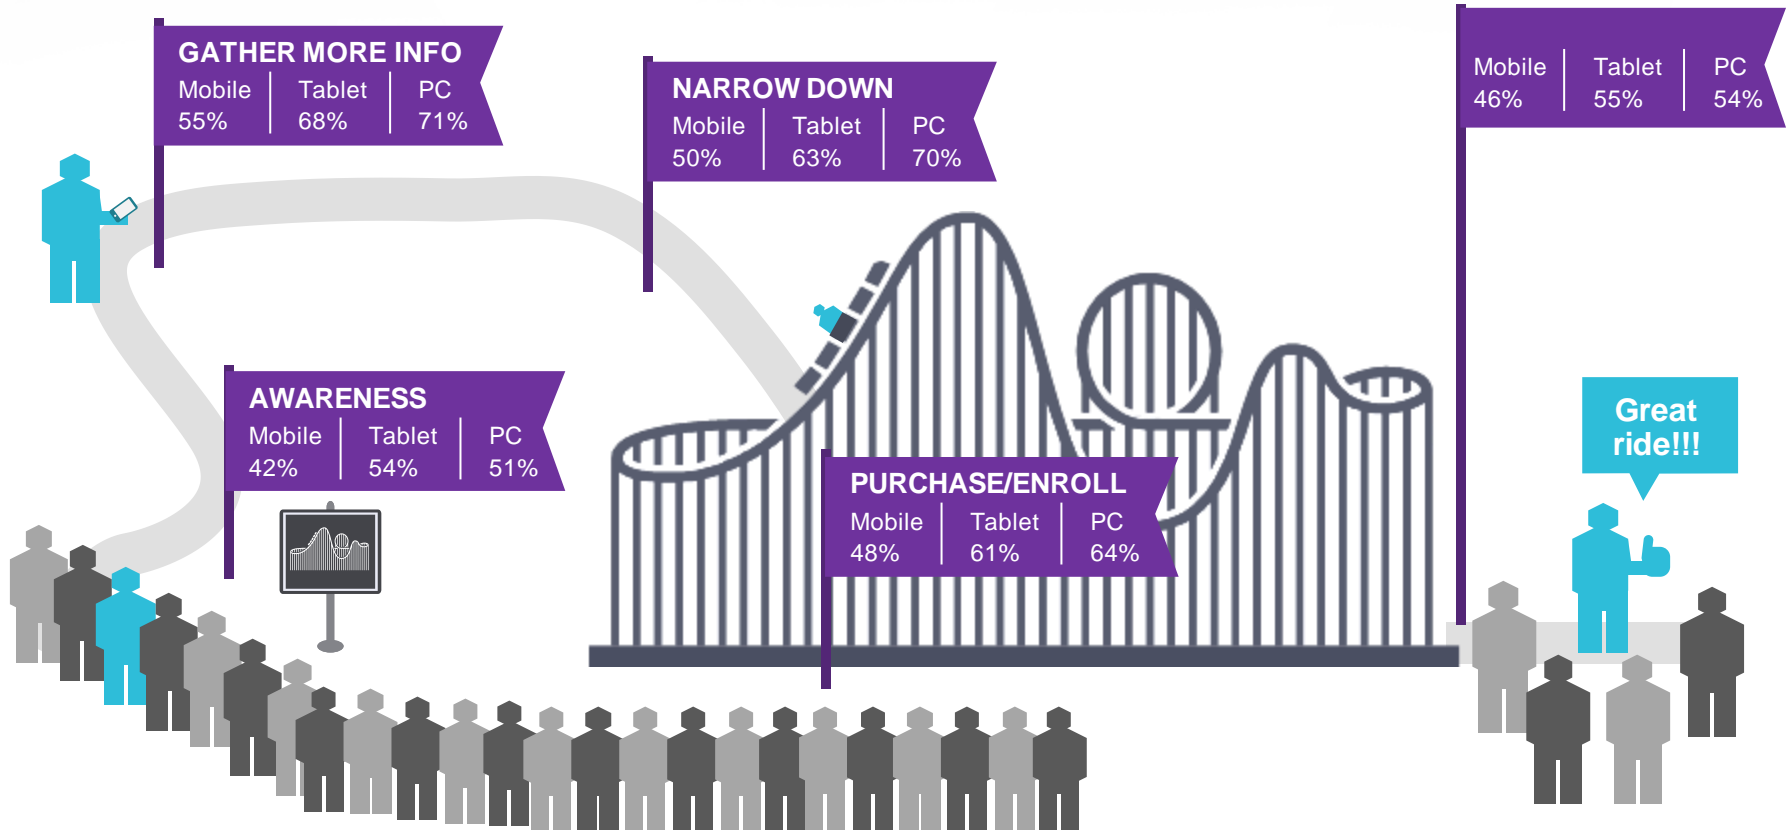 GATHER MORE INFO
Mobile Tablet PC
55% 68% 71%
NARROW DOWN
Mobile Tablet PC
50% 63% 70%
Mobile Tablet PC
46% 55% 54%
AWARENESS
Mobile Tablet PC
42% 54% 51%
PURCHASE/ENROLL
Mobile Tablet PC
48% 61% 64%
Great
ride!!!